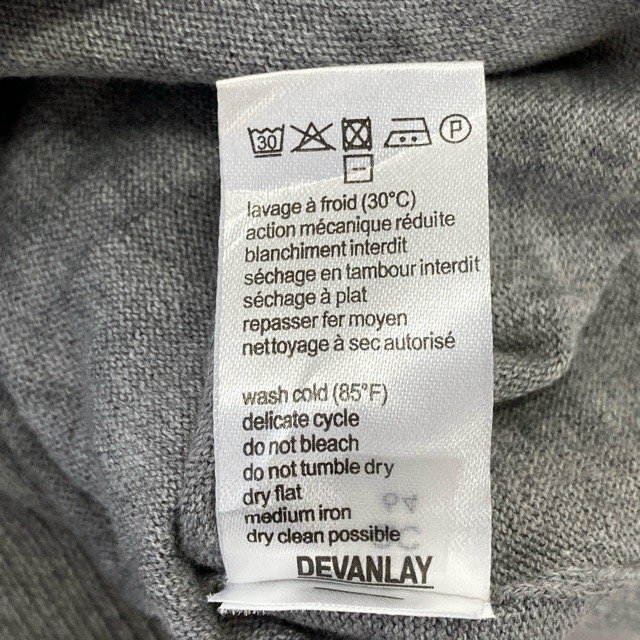 30 P
lavage à froid (30°C)
action mécanique réduite
blanchiment interdit
séchage en tambour interdit
séchage à plat
repasser fer moyen
nettoyage à sec autorisé
wash cold (85°F)
delicate cycle
do not bleach
do not tumble dry
dry flat
medium iron
dry clean possible
DEVANLAY